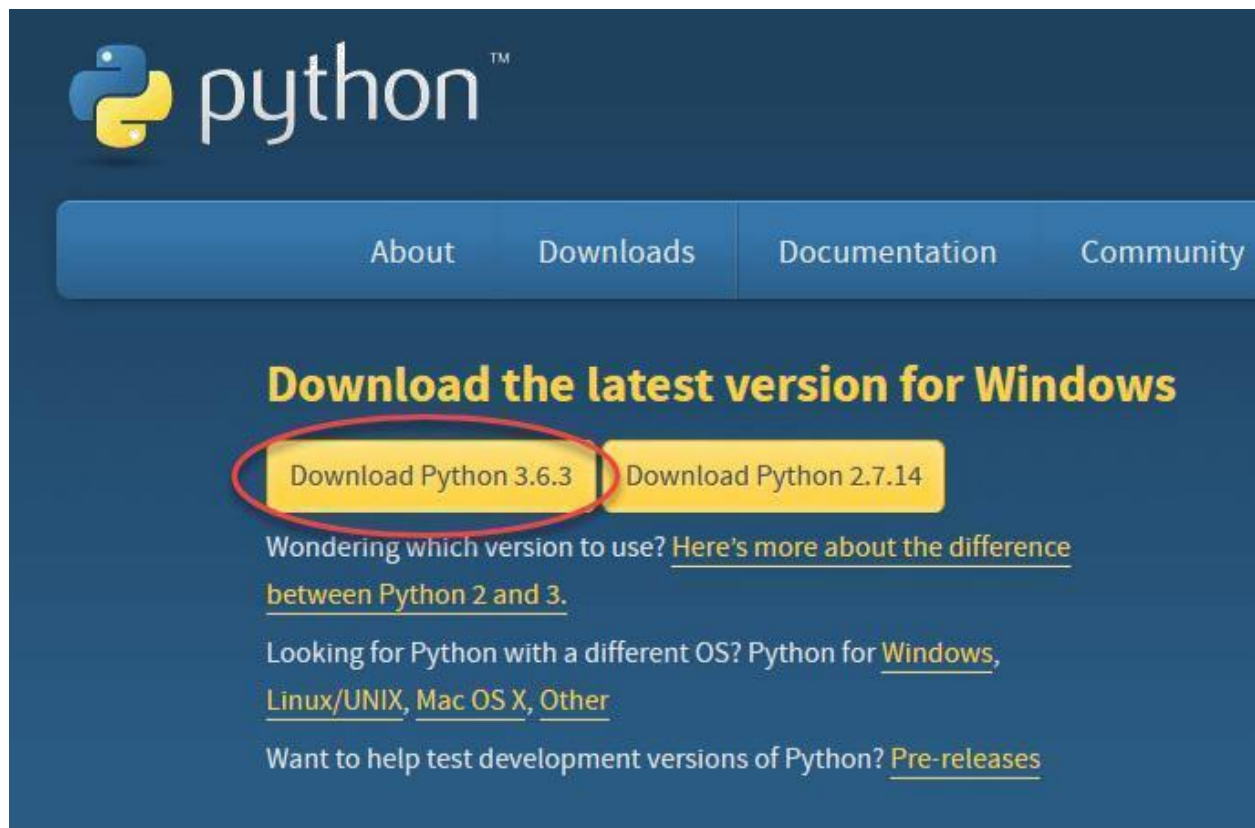 python™
About Downloads Documentation Community
Download the latest version for Windows
Download Python 3.6.3 Download Python 2.7.14
Wondering which version to use? Here's more about the difference
between Python 2 and 3.
Looking for Python with a different OS? Python for Windows,
Linux/UNIX, Mac OS X, Other
Want to help test development versions of Python? Pre-releases